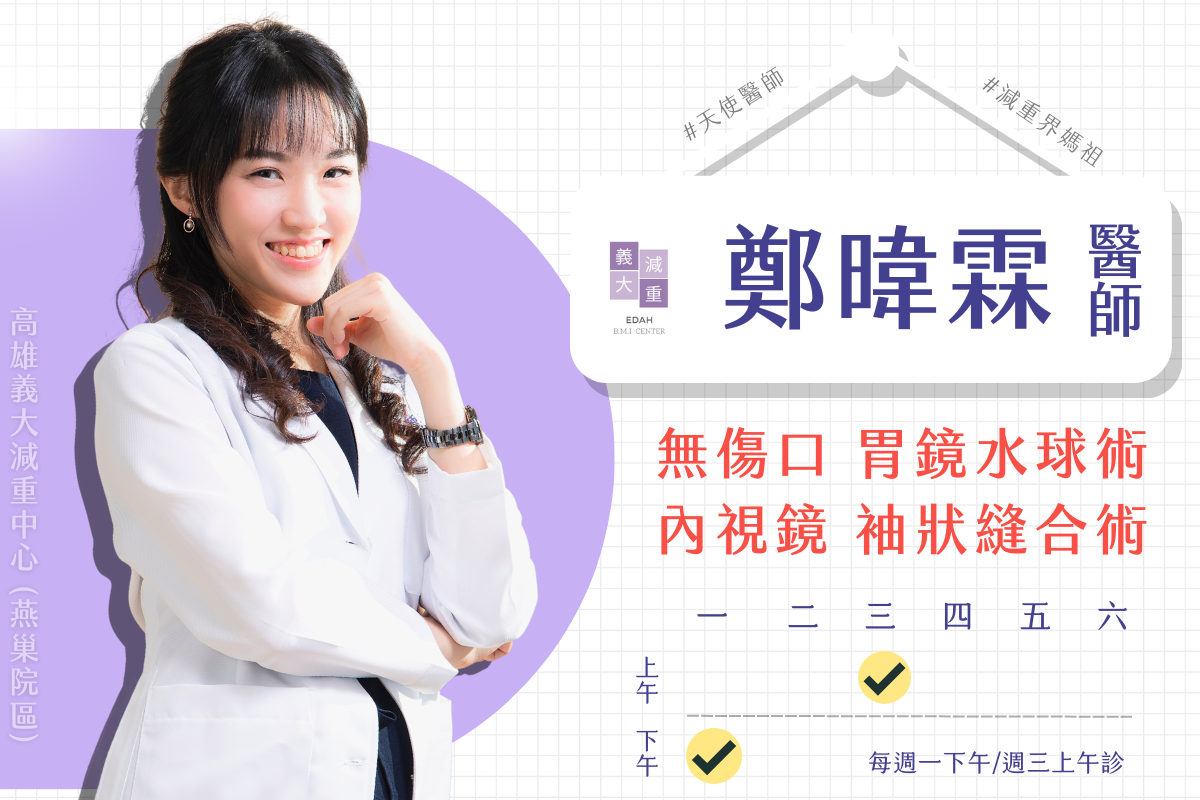 #天使醫師
#減重界媽祖
義大
減重
EDAH
B.M.I CENTER
鄭暐霖
醫師
無傷口 胃鏡水球術
內視鏡 袖狀縫合術
一 二 三 四 五 六
上午
下午
每週一下午/週三上午診
高雄義大減重中心(燕巢院區)